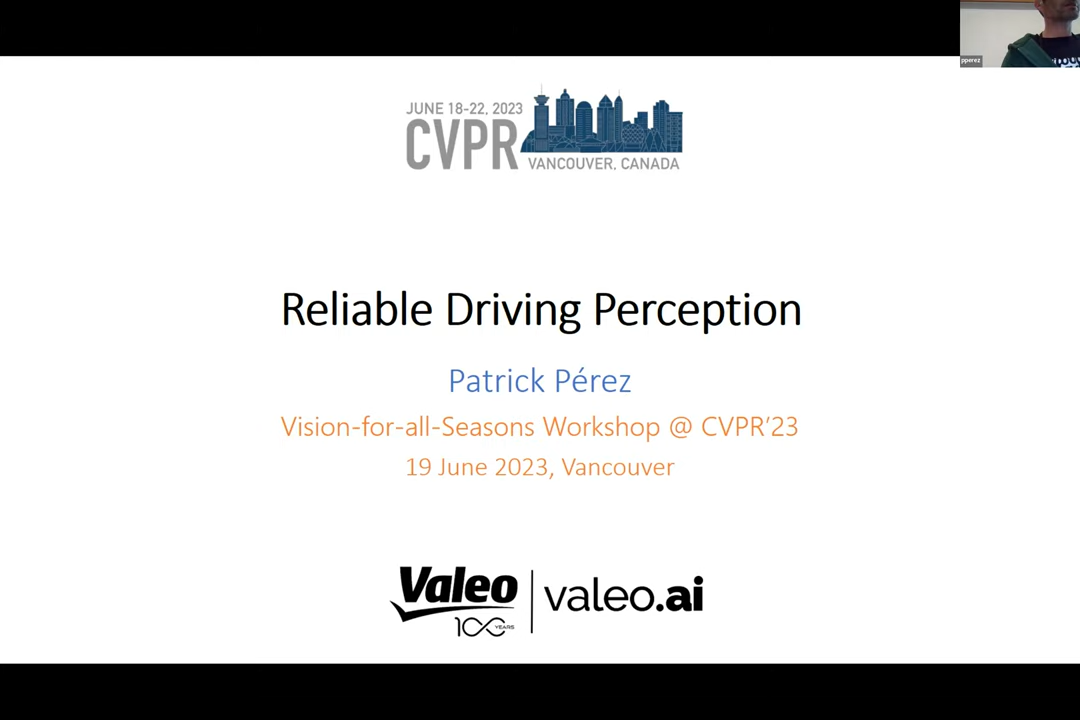 pperez
JUNE 18-22, 2023
CVPR
VANCOUVER, CANADA
Reliable Driving Perception
Patrick Pérez
Vision-for-all-Seasons Workshop @ CVPR’23
19 June 2023, Vancouver
Valeo
100 YEARS
valeo.ai